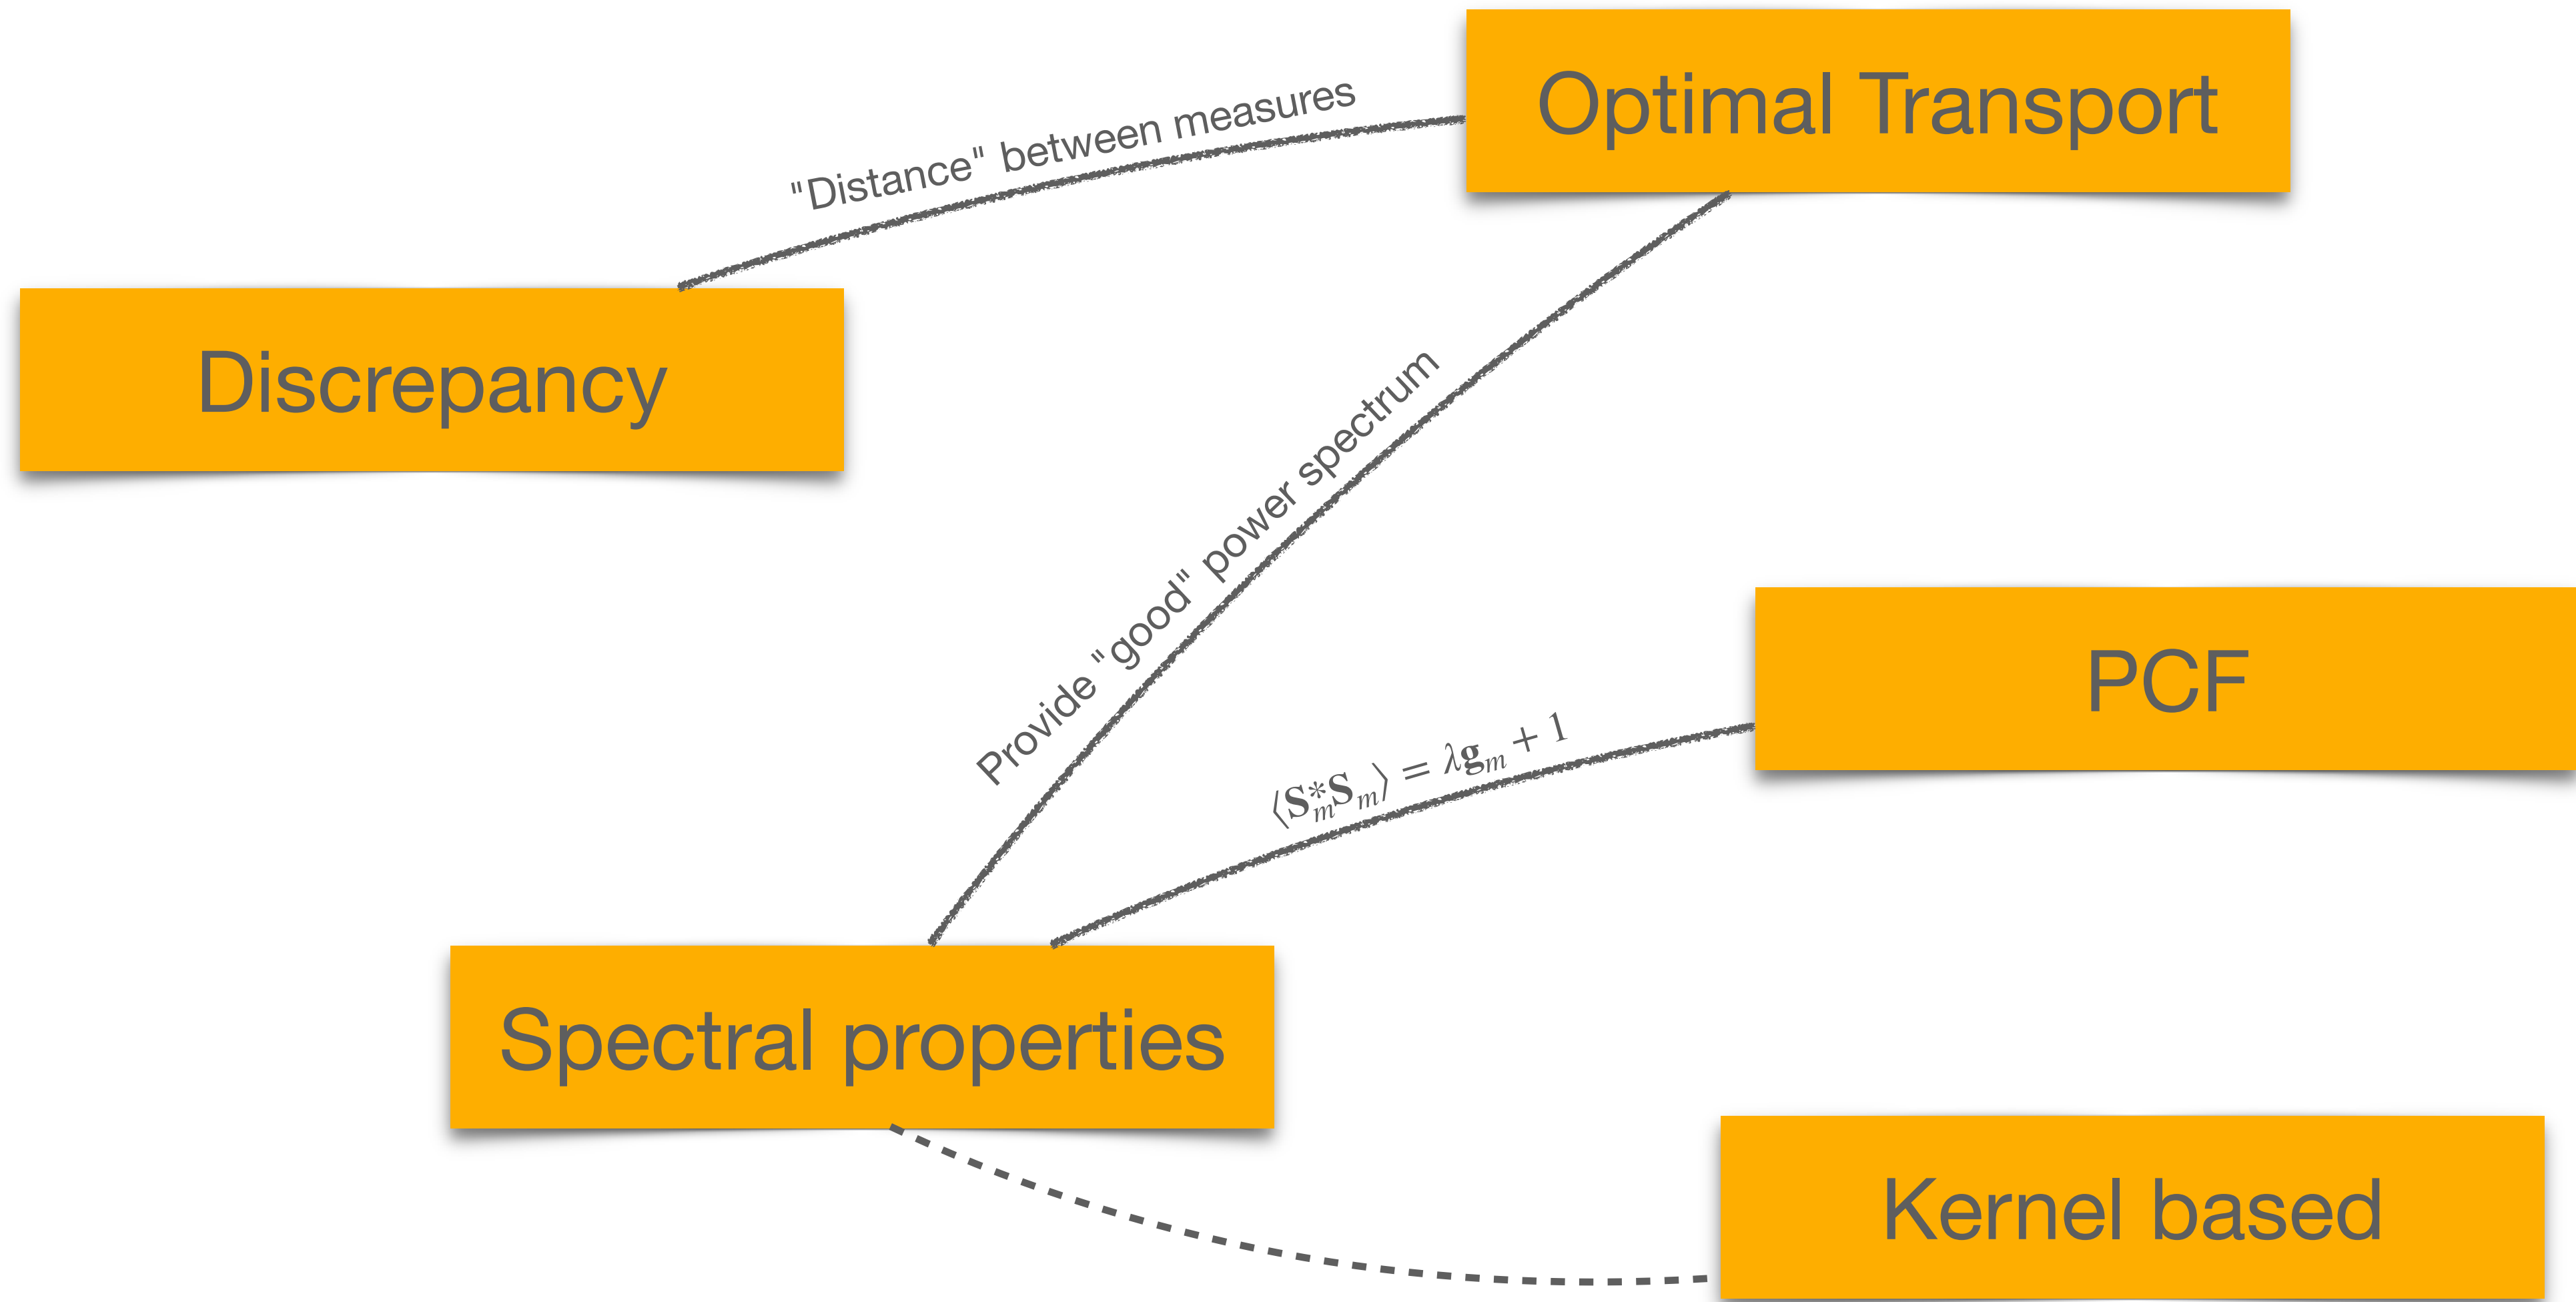 Optimal Transport
"Distance" between measures
Discrepancy
Provide "good" power spectrum
PCF
⟨S*ₘSₘ⟩ = λgₘ + 1
Spectral properties
Kernel based